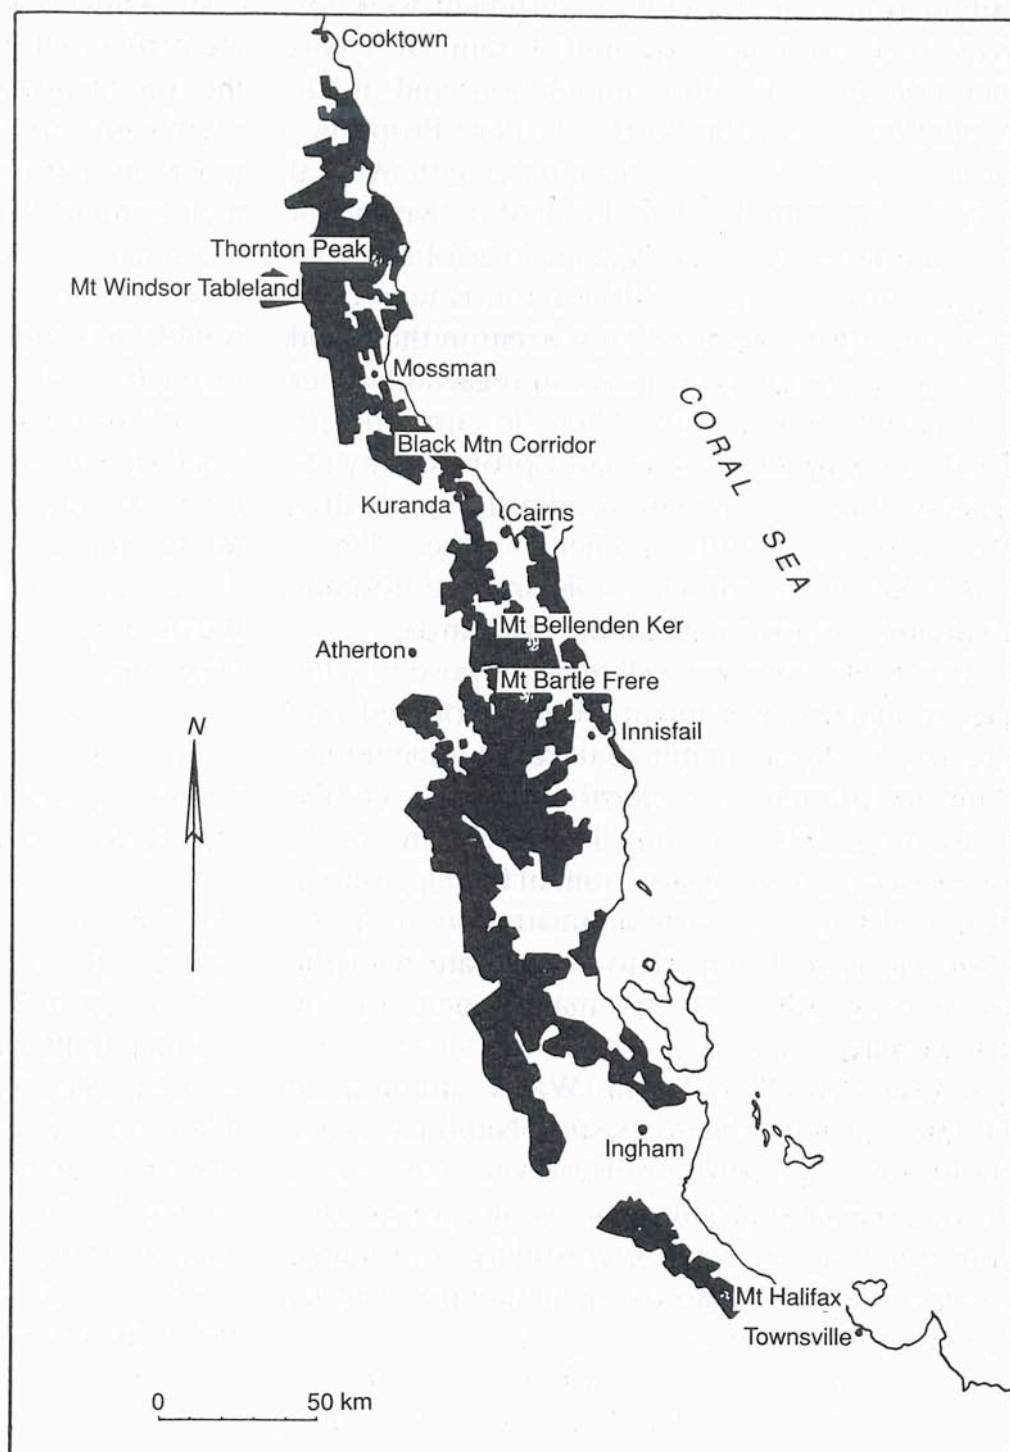 Cooktown
Thornton Peak
Mt Windsor Tableland
Mossman
CORAL SEA
Black Mtn Corridor
Kuranda
Cairns
Mt Bellenden Ker
Atherton
Mt Bartle Frere
N
Innisfail
Ingham
Mt Halifax
Townsville
0 50 km